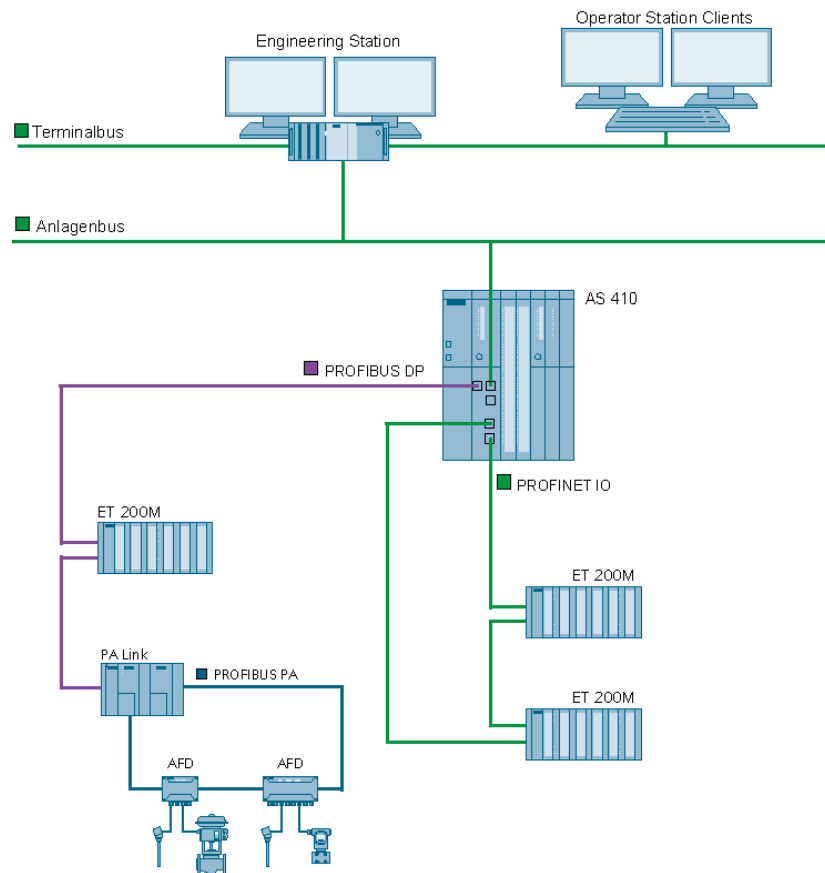 Operator Station Clients
Engineering Station
Terminalbus
Anlagenbus
AS 410
PROFIBUS DP
PROFINET IO
ET 200M
ET 200M
PA Link
PROFIBUS PA
ET 200M
AFD
AFD